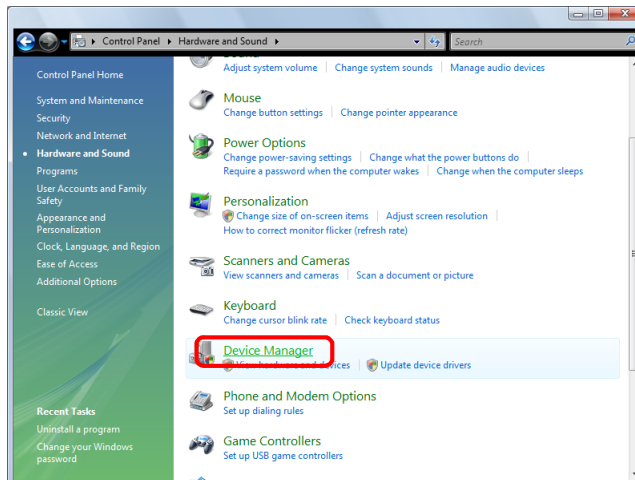 Control Panel
Hardware and Sound
Search
Control Panel Home
System and Maintenance
Security
Network and Internet
Hardware and Sound
Programs
User Accounts and Family
Safety
Appearance and
Personalization
Clock, Language, and Region
Ease of Access
Additional Options
Classic View
Recent Tasks
Uninstall a program
Change your Windows
password
Adjust system volume Change system sounds Manage audio devices
Mouse
Change button settings Change pointer appearance
Power Options
Change power-saving settings Change what the power buttons do
Require a password when the computer wakes Change when the computer sleeps
Personalization
Change size of on-screen items Adjust screen resolution
How to correct monitor flicker (refresh rate)
Scanners and Cameras
View scanners and cameras Scan a document or picture
Keyboard
Change cursor blink rate Check keyboard status
Device Manager
View hardware and devices Update device drivers
Phone and Modem Options
Set up dialing rules
Game Controllers
Set up USB game controllers